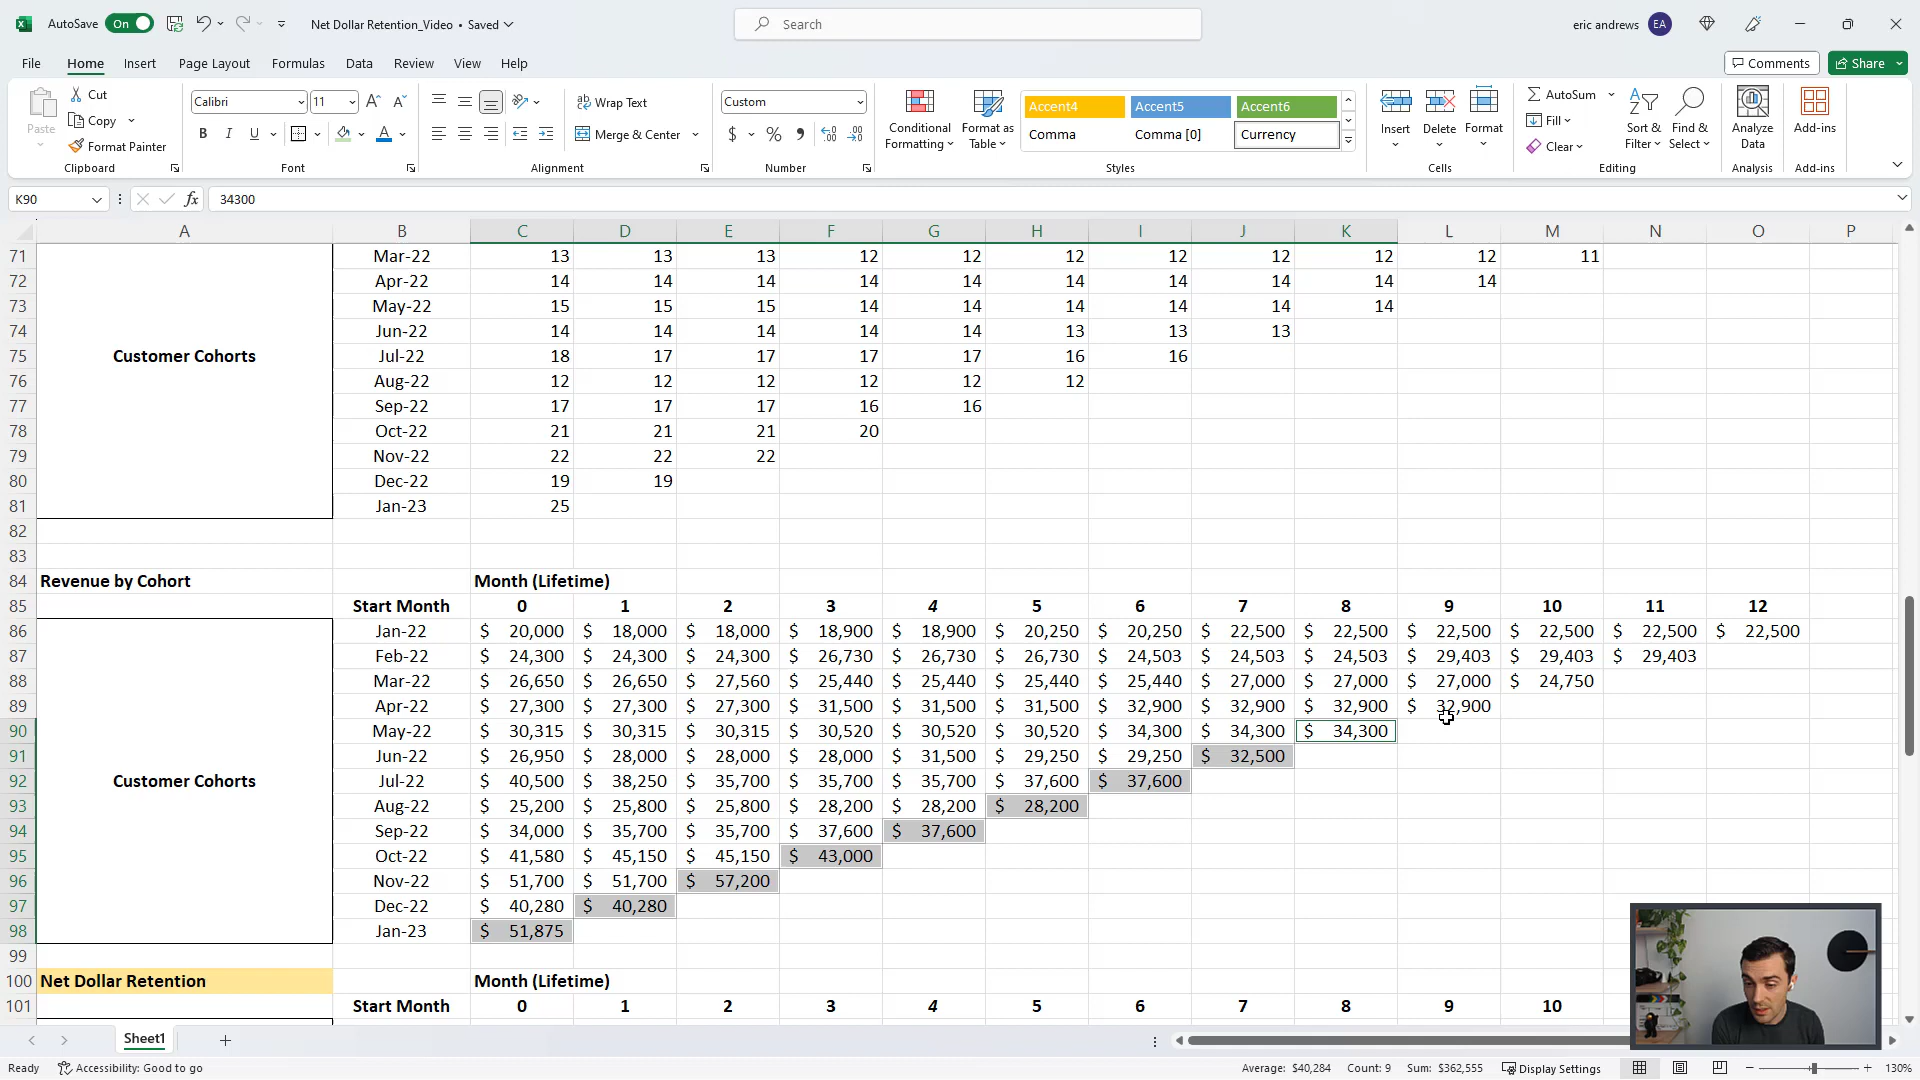 AutoSave On Net Dollar Retention_Video • Saved Search eric andrews EA
File Home Insert Page Layout Formulas Data Review View Help Comments Share
Paste Cut Copy Format Painter Clipboard
Calibri 11 B I U A Font
Wrap Text Merge & Center Alignment
Custom $ % , Number
Conditional Formatting Format as Table Accent4 Accent5 Accent6 Comma Comma [0] Currency Styles
Insert Delete Format Cells
AutoSum Fill Clear Sort & Filter Find & Select Editing
Analyze Data Analysis Add-ins Add-ins
K90 fx 34300
A B C D E F G H I J K L M N O P
71 Mar-22 13 13 13 12 12 12 12 12 12 12 11
72 Apr-22 14 14 14 14 14 14 14 14 14 14
73 May-22 15 15 15 14 14 14 14 14 14
74 Jun-22 14 14 14 14 14 13 13 13
75 Customer Cohorts Jul-22 18 17 17 17 17 16 16
76 Aug-22 12 12 12 12 12 12
77 Sep-22 17 17 17 16 16
78 Oct-22 21 21 21 20
79 Nov-22 22 22 22
80 Dec-22 19 19
81 Jan-23 25
82
83
84 Revenue by Cohort Month (Lifetime)
85 Start Month 0 1 2 3 4 5 6 7 8 9 10 11 12
86 Jan-22 $ 20,000 $ 18,000 $ 18,000 $ 18,900 $ 18,900 $ 20,250 $ 20,250 $ 22,500 $ 22,500 $ 22,500 $ 22,500 $ 22,500 $ 22,500
87 Feb-22 $ 24,300 $ 24,300 $ 24,300 $ 26,730 $ 26,730 $ 26,730 $ 24,503 $ 24,503 $ 24,503 $ 29,403 $ 29,403 $ 29,403
88 Mar-22 $ 26,650 $ 26,650 $ 27,560 $ 25,440 $ 25,440 $ 25,440 $ 25,440 $ 27,000 $ 27,000 $ 27,000 $ 24,750
89 Apr-22 $ 27,300 $ 27,300 $ 27,300 $ 31,500 $ 31,500 $ 31,500 $ 32,900 $ 32,900 $ 32,900 $ 32,900
90 May-22 $ 30,315 $ 30,315 $ 30,315 $ 30,520 $ 30,520 $ 30,520 $ 34,300 $ 34,300 $ 34,300
91 Jun-22 $ 26,950 $ 28,000 $ 28,000 $ 28,000 $ 31,500 $ 29,250 $ 29,250 $ 32,500
92 Customer Cohorts Jul-22 $ 40,500 $ 38,250 $ 35,700 $ 35,700 $ 35,700 $ 37,600 $ 37,600
93 Aug-22 $ 25,200 $ 25,800 $ 25,800 $ 28,200 $ 28,200 $ 28,200
94 Sep-22 $ 34,000 $ 35,700 $ 35,700 $ 37,600 $ 37,600
95 Oct-22 $ 41,580 $ 45,150 $ 45,150 $ 43,000
96 Nov-22 $ 51,700 $ 51,700 $ 57,200
97 Dec-22 $ 40,280 $ 40,280
98 Jan-23 $ 51,875
99
100 Net Dollar Retention Month (Lifetime)
101 Start Month 0 1 2 3 4 5 6 7 8 9 10
Sheet1
Ready Accessibility: Good to go Average: $40,284 Count: 9 Sum: $362,555 Display Settings 130%